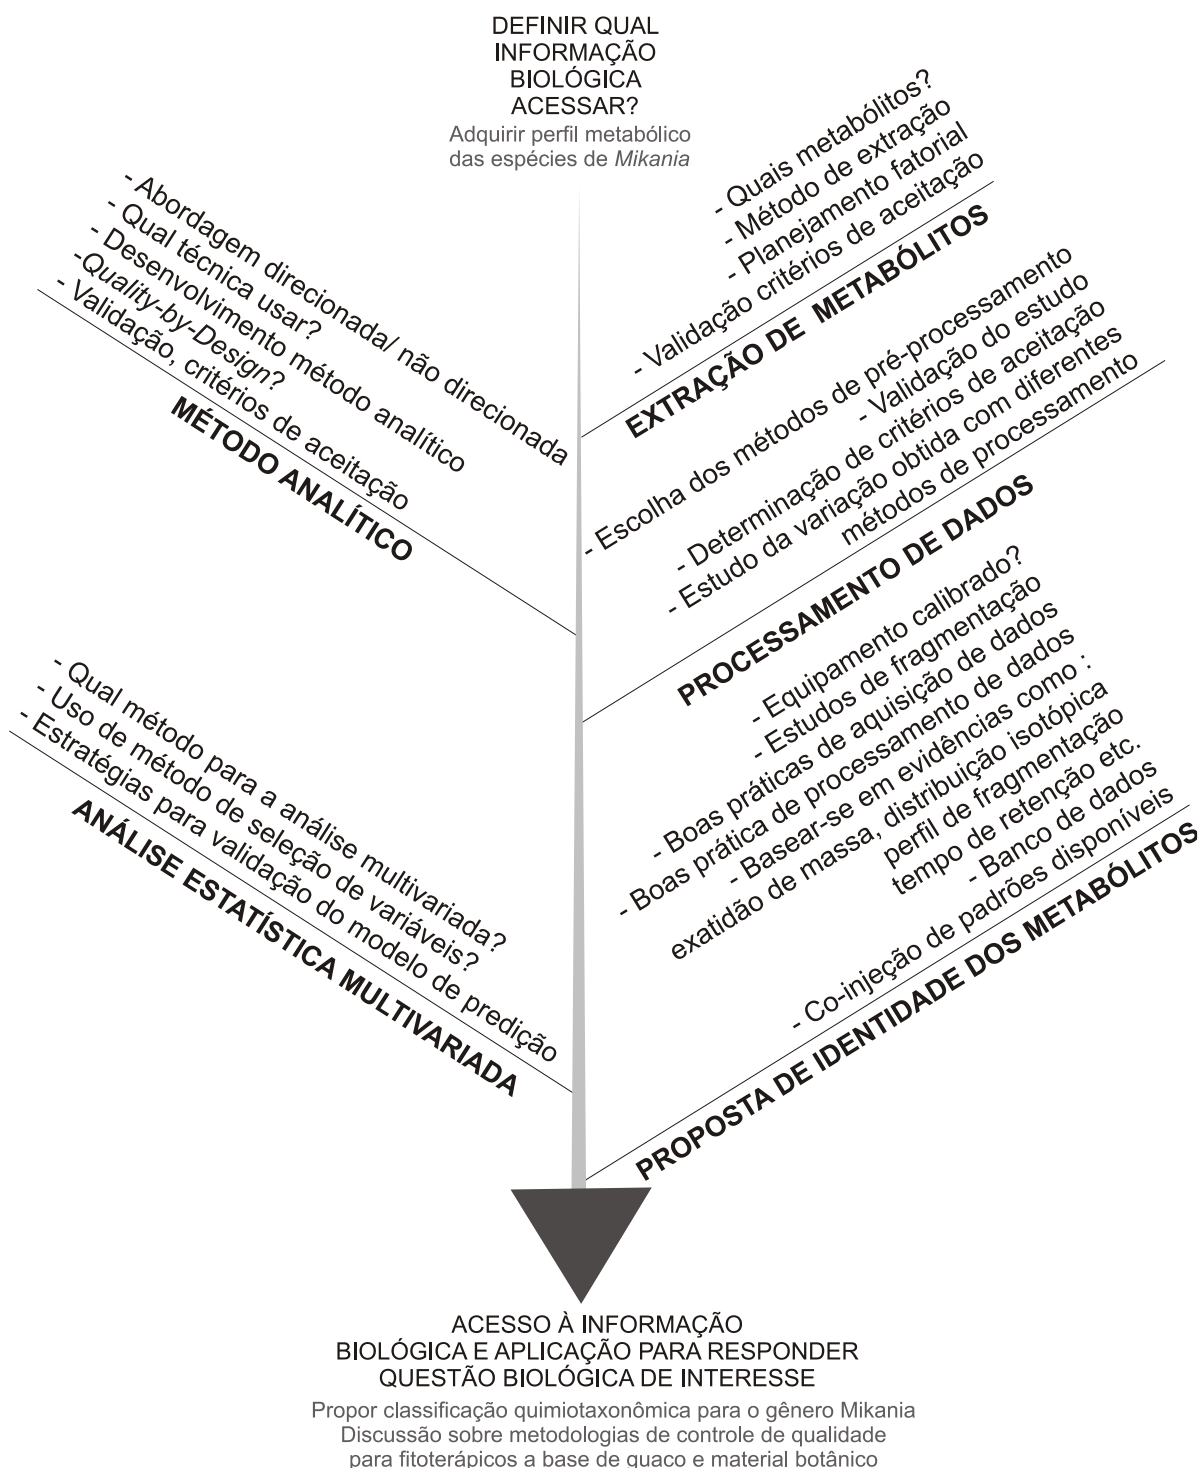 DEFINIR QUAL
INFORMAÇÃO
BIOLÓGICA
ACESSAR?
Adquirir perfil metabólico
das espécies de Mikania
- Quais metabólitos?
- Método de extração
- Planejamento fatorial
- Validação critérios de aceitação
EXTRAÇÃO DE METABÓLITOS
- Abordagem direcionada/ não direcionada
- Qual técnica usar?
- Desenvolvimento método analítico
-Quality-by-Design?
- Validação, critérios de aceitação
MÉTODO ANALÍTICO
- Escolha dos métodos de pré-processamento
- Validação do estudo
- Determinação de critérios de aceitação
- Estudo da variação obtida com diferentes
métodos de processamento
PROCESSAMENTO DE DADOS
- Qual método para a análise multivariada?
- Uso de método de seleção de variáveis?
- Estratégias para validação do modelo de predição
ANÁLISE ESTATÍSTICA MULTIVARIADA
- Equipamento calibrado?
- Estudos de fragmentação
- Boas práticas de aquisição de dados
- Boas prática de processamento de dados
- Basear-se em evidências como :
exatidão de massa, distribuição isotópica
perfil de fragmentação
tempo de retenção etc.
- Banco de dados
- Co-injeção de padrões disponíveis
PROPOSTA DE IDENTIDADE DOS METABÓLITOS
ACESSO À INFORMAÇÃO
BIOLÓGICA E APLICAÇÃO PARA RESPONDER
QUESTÃO BIOLÓGICA DE INTERESSE
Propor classificação quimiotaxonômica para o gênero Mikania
Discussão sobre metodologias de controle de qualidade
para fitoterápicos a base de guaco e material botânico